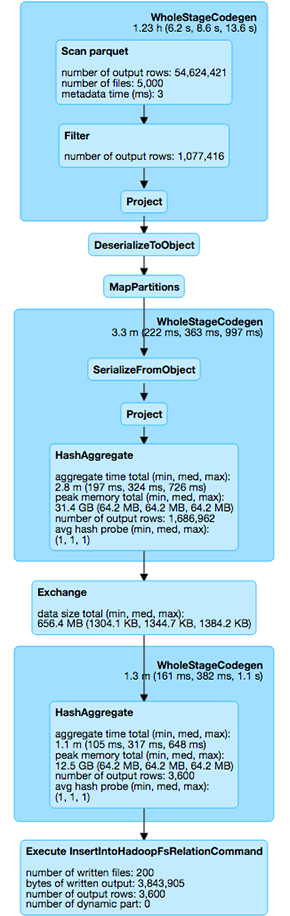 WholeStageCodegen
1.23 h (6.2 s, 8.6 s, 13.6 s)
Scan parquet
number of output rows: 54,624,421
number of files: 5,000
metadata time (ms): 3
Filter
number of output rows: 1,077,416
Project
DeserializeToObject
MapPartitions
WholeStageCodegen
3.3 m (222 ms, 363 ms, 997 ms)
SerializeFromObject
Project
HashAggregate
aggregate time total (min, med, max):
2.8 m (197 ms, 324 ms, 726 ms)
peak memory total (min, med, max):
31.4 GB (64.2 MB, 64.2 MB, 64.2 MB)
number of output rows: 1,686,962
avg hash probe (min, med, max):
(1, 1, 1)
Exchange
data size total (min, med, max):
656.4 MB (1304.1 KB, 1344.7 KB, 1384.2 KB)
WholeStageCodegen
1.3 m (161 ms, 382 ms, 1.1 s)
HashAggregate
aggregate time total (min, med, max):
1.1 m (105 ms, 317 ms, 648 ms)
peak memory total (min, med, max):
12.5 GB (64.2 MB, 64.2 MB, 64.2 MB)
number of output rows: 3,600
avg hash probe (min, med, max):
(1, 1, 1)
Execute InsertIntoHadoopFsRelationCommand
number of written files: 200
bytes of written output: 3,843,905
number of output rows: 3,600
number of dynamic part: 0